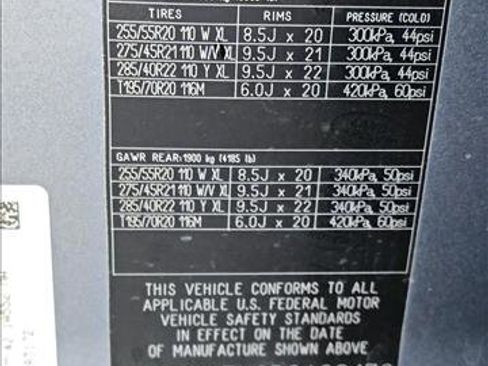 TIRES RIMS PRESSURE (COLD)
255/55R20 110 W XL 8.5J x 20 300kPa, 44psi
275/45R21 110 W/V XL 9.5J x 21 300kPa, 44psi
285/40R22 110 Y XL 9.5J x 22 300kPa, 44psi
T195/70R20 116M 6.0J x 20 420kPa, 60psi
GAWR REAR: 1900 kg (4185 lb)
255/55R20 110 W XL 8.5J x 20 340kPa, 50psi
275/45R21 110 W/V XL 9.5J x 21 340kPa, 50psi
285/40R22 110 Y XL 9.5J x 22 340kPa, 50psi
T195/70R20 116M 6.0J x 20 420kPa, 60psi
THIS VEHICLE CONFORMS TO ALL
APPLICABLE U.S. FEDERAL MOTOR
VEHICLE SAFETY STANDARDS
IN EFFECT ON THE DATE
OF MANUFACTURE SHOWN ABOVE